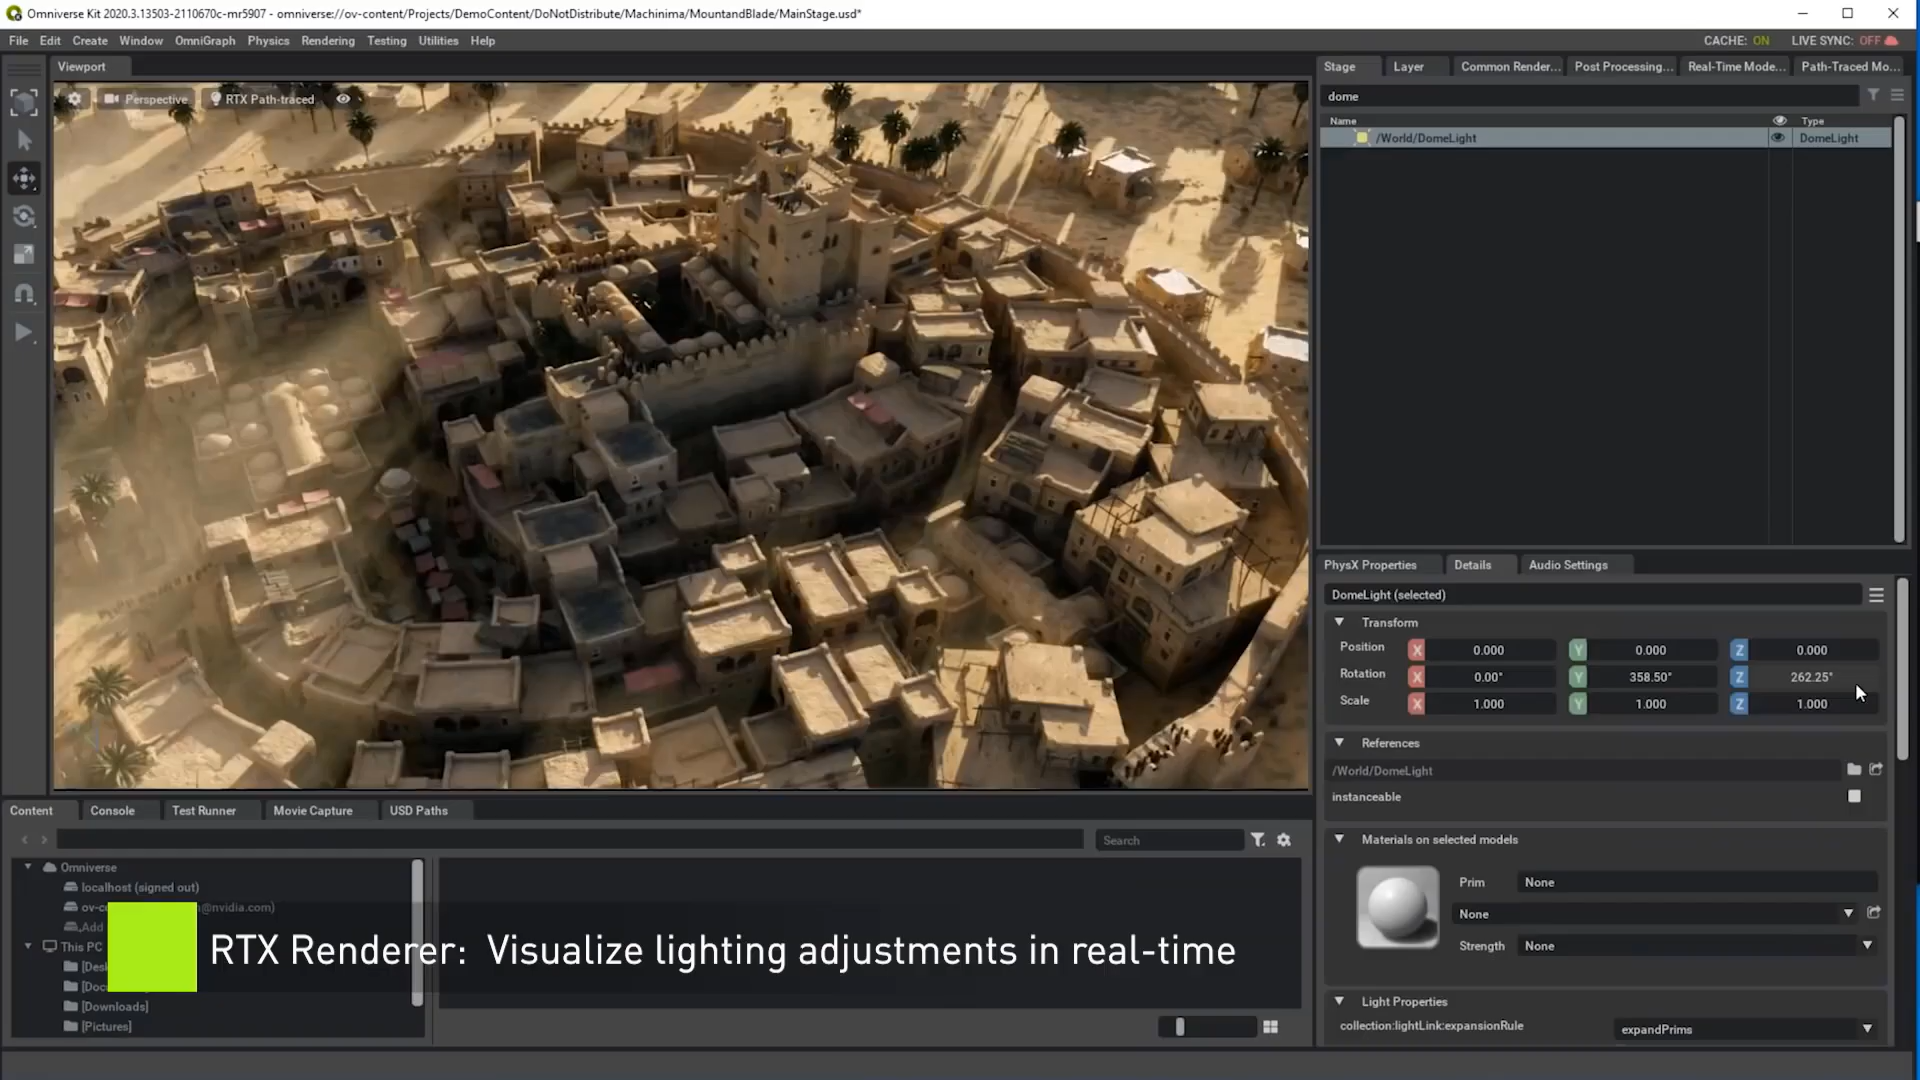 Omniverse Kit 2020.3.13503-2110670c-mr5907 - omniverse://ov-content/Projects/DemoContent/DoNotDistribute/Machinima/MountandBlade/MainStage.usd*
File Edit Create Window OmniGraph Physics Rendering Testing Utilities Help
CACHE: ON LIVE SYNC: OFF
Viewport
Perspective RTX Path-traced
Stage Layer Common Render... Post Processing... Real-Time Mode... Path-Traced Mo...
dome
Name Type
/World/DomeLight DomeLight
PhysX Properties Details Audio Settings
DomeLight (selected)
Transform
Position X 0.000 Y 0.000 Z 0.000
Rotation X 0.00° Y 358.50° Z 262.25°
Scale X 1.000 Y 1.000 Z 1.000
References
/World/DomeLight
instanceable
Materials on selected models
Prim None
None
Strength None
Light Properties
collection:lightLink:expansionRule expandPrims
Content Console Test Runner Movie Capture USD Paths
Search
Omniverse
localhost (signed out)
@nvidia.com)
Add
This PC
[Downloads]
[Pictures]
RTX Renderer: Visualize lighting adjustments in real-time